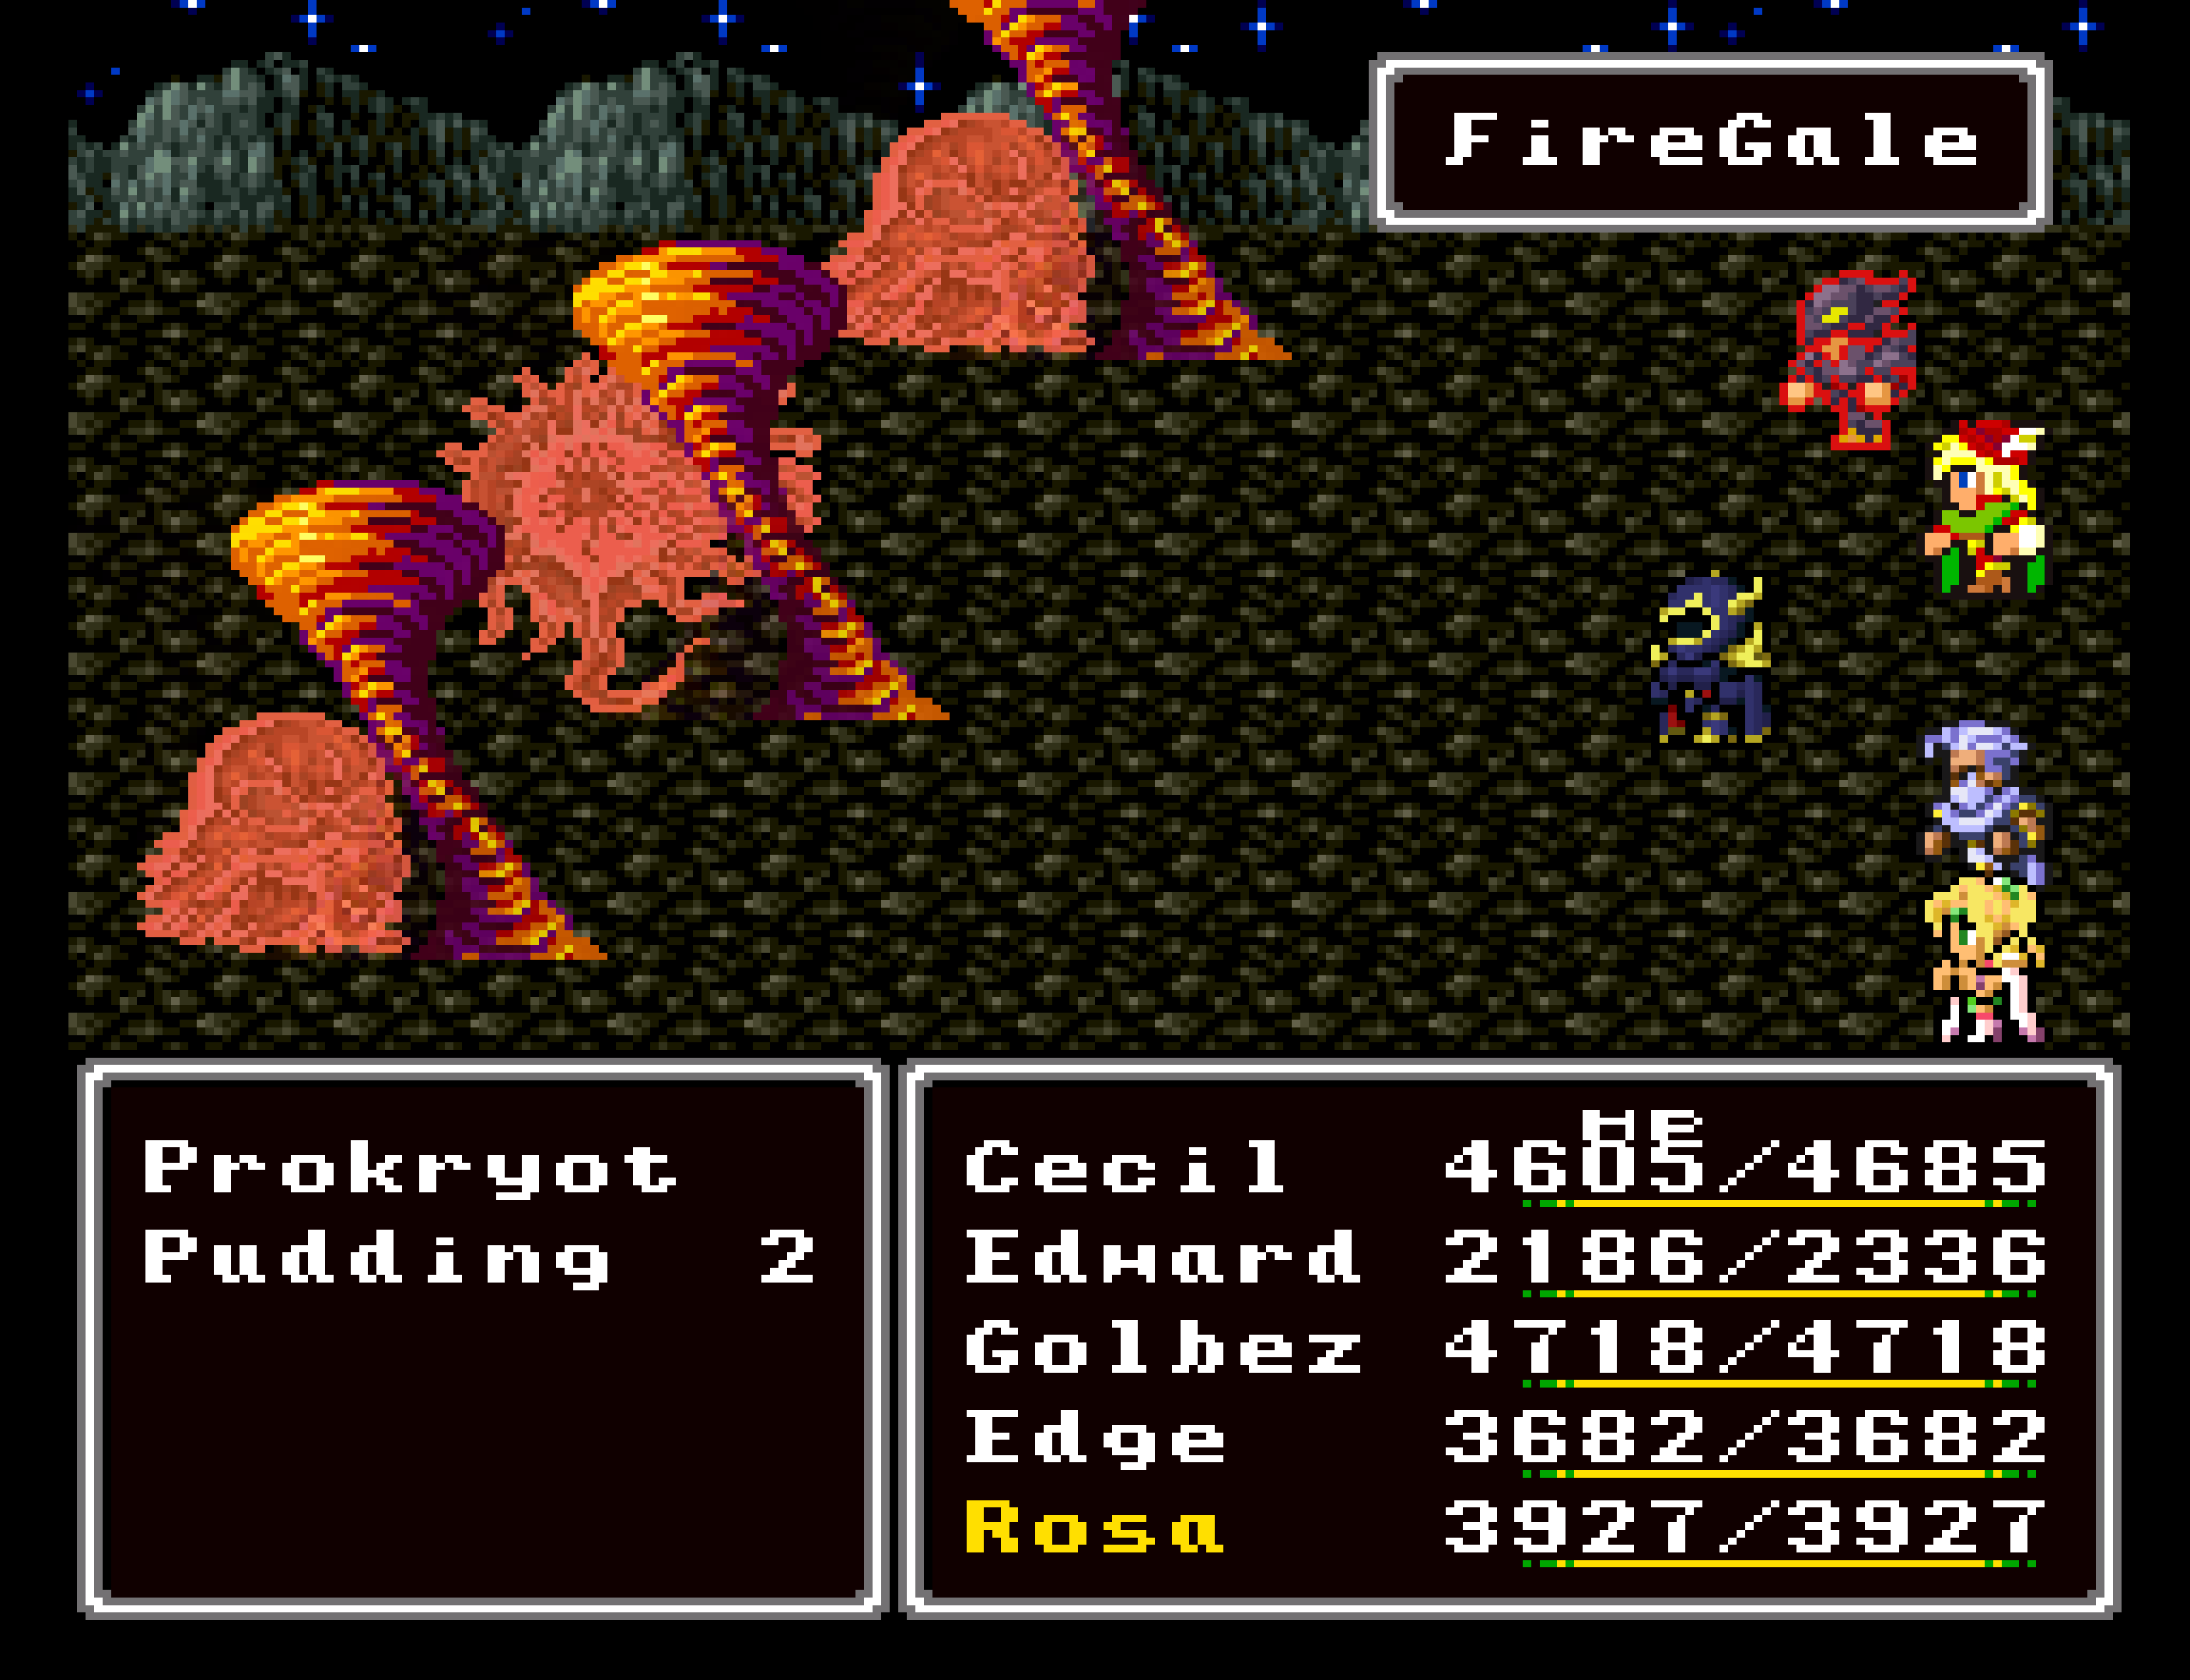 FireGale
Prokryot
Pudding 2
Cecil 4605/4685
Edward 2186/2336
Golbez 4718/4718
Edge 3682/3682
Rosa 3927/3927